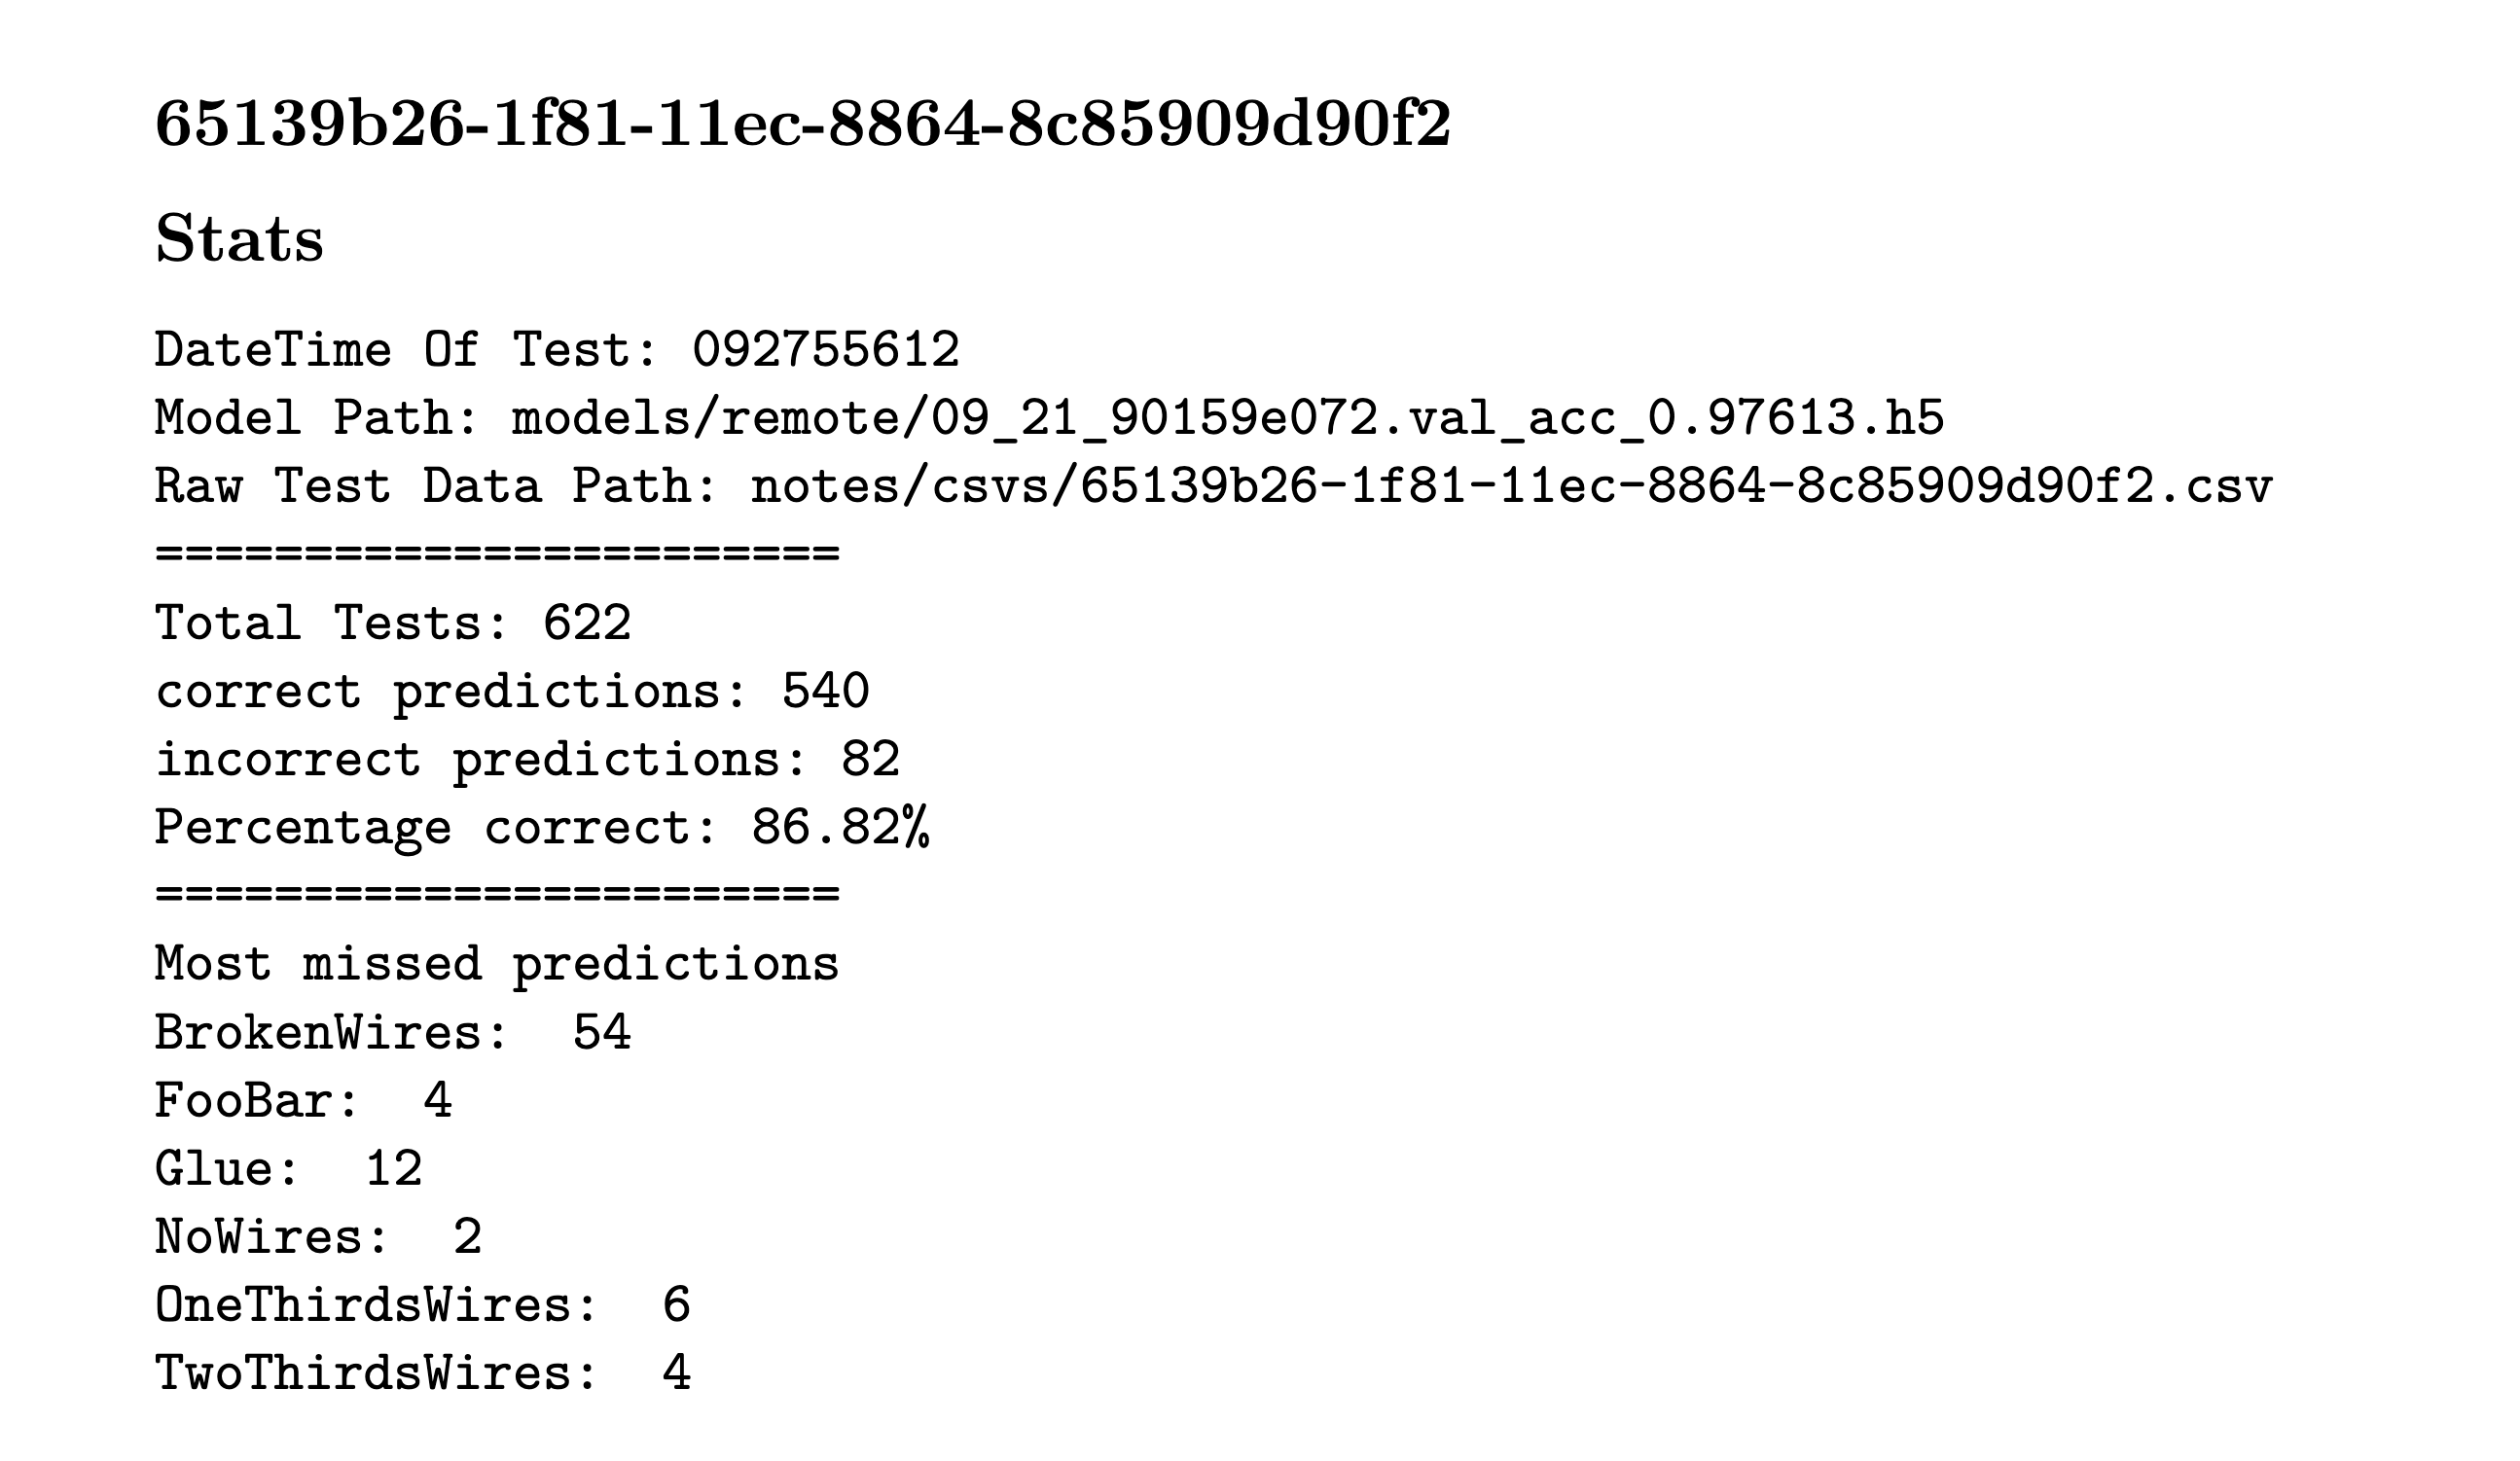 65139b26-1f81-11ec-8864-8c85909d90f2
Stats
DateTime Of Test: 092755612
Model Path: models/remote/09_21_90159e072.val_acc_0.97613.h5
Raw Test Data Path: notes/csvs/65139b26-1f81-11ec-8864-8c85909d90f2.csv
=======================
Total Tests: 622
correct predictions: 540
incorrect predictions: 82
Percentage correct: 86.82%
=======================
Most missed predictions
BrokenWires:  54
FooBar:  4
Glue:  12
NoWires:  2
OneThirdsWires:  6
TwoThirdsWires:  4